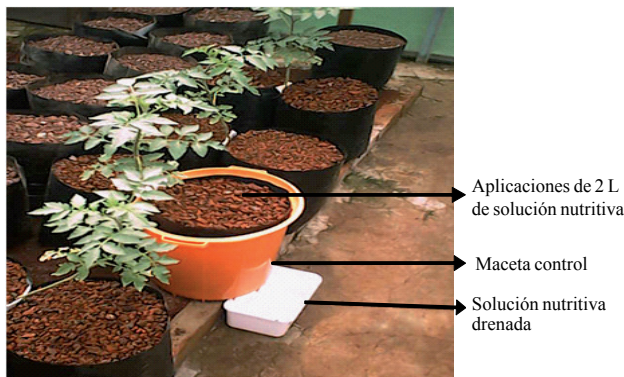 Aplicaciones de 2 L
de solución nutritiva
Maceta control
Solución nutritiva
drenada